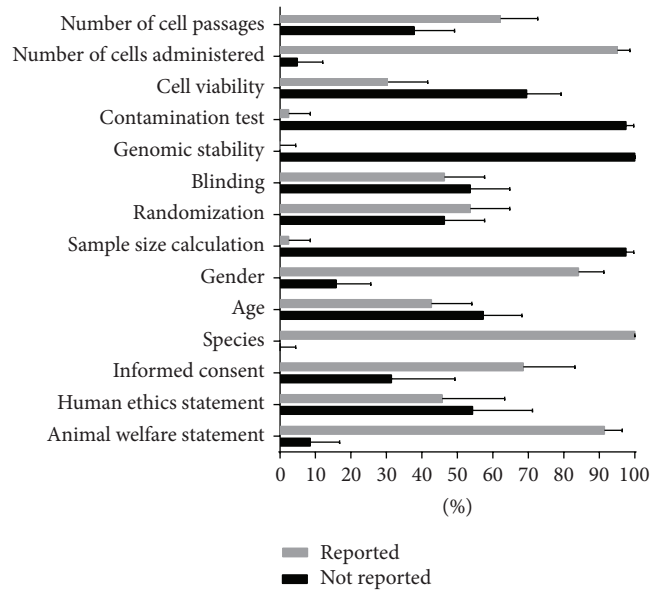 Number of cell passages
Number of cells administered
Cell viability
Contamination test
Genomic stability
Blinding
Randomization
Sample size calculation
Gender
Age
Species
Informed consent
Human ethics statement
Animal welfare statement
0 10 20 30 40 50 60 70 80 90 100
(%)
Reported
Not reported